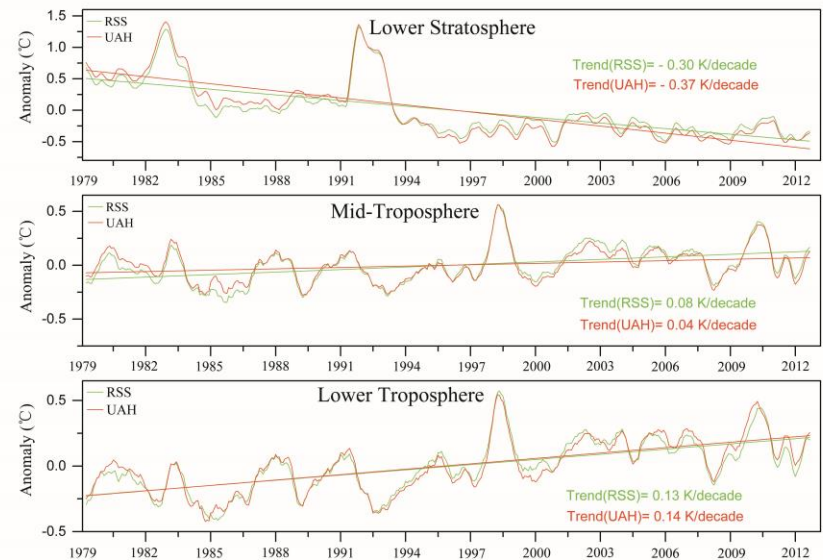 Lower Stratosphere
RSS
UAH
Trend(RSS)= - 0.30 K/decade
Trend(UAH)= - 0.37 K/decade
Anomaly (℃)
1.5
1.0
0.5
0.0
-0.5
1979 1982 1985 1988 1991 1994 1997 2000 2003 2006 2009 2012
Mid-Troposphere
RSS
UAH
Trend(RSS)= 0.08 K/decade
Trend(UAH)= 0.04 K/decade
Anomaly (℃)
0.5
0.0
-0.5
1979 1982 1985 1988 1991 1994 1997 2000 2003 2006 2009 2012
Lower Troposphere
RSS
UAH
Trend(RSS)= 0.13 K/decade
Trend(UAH)= 0.14 K/decade
Anomaly (℃)
0.5
0.0
-0.5
1979 1982 1985 1988 1991 1994 1997 2000 2003 2006 2009 2012